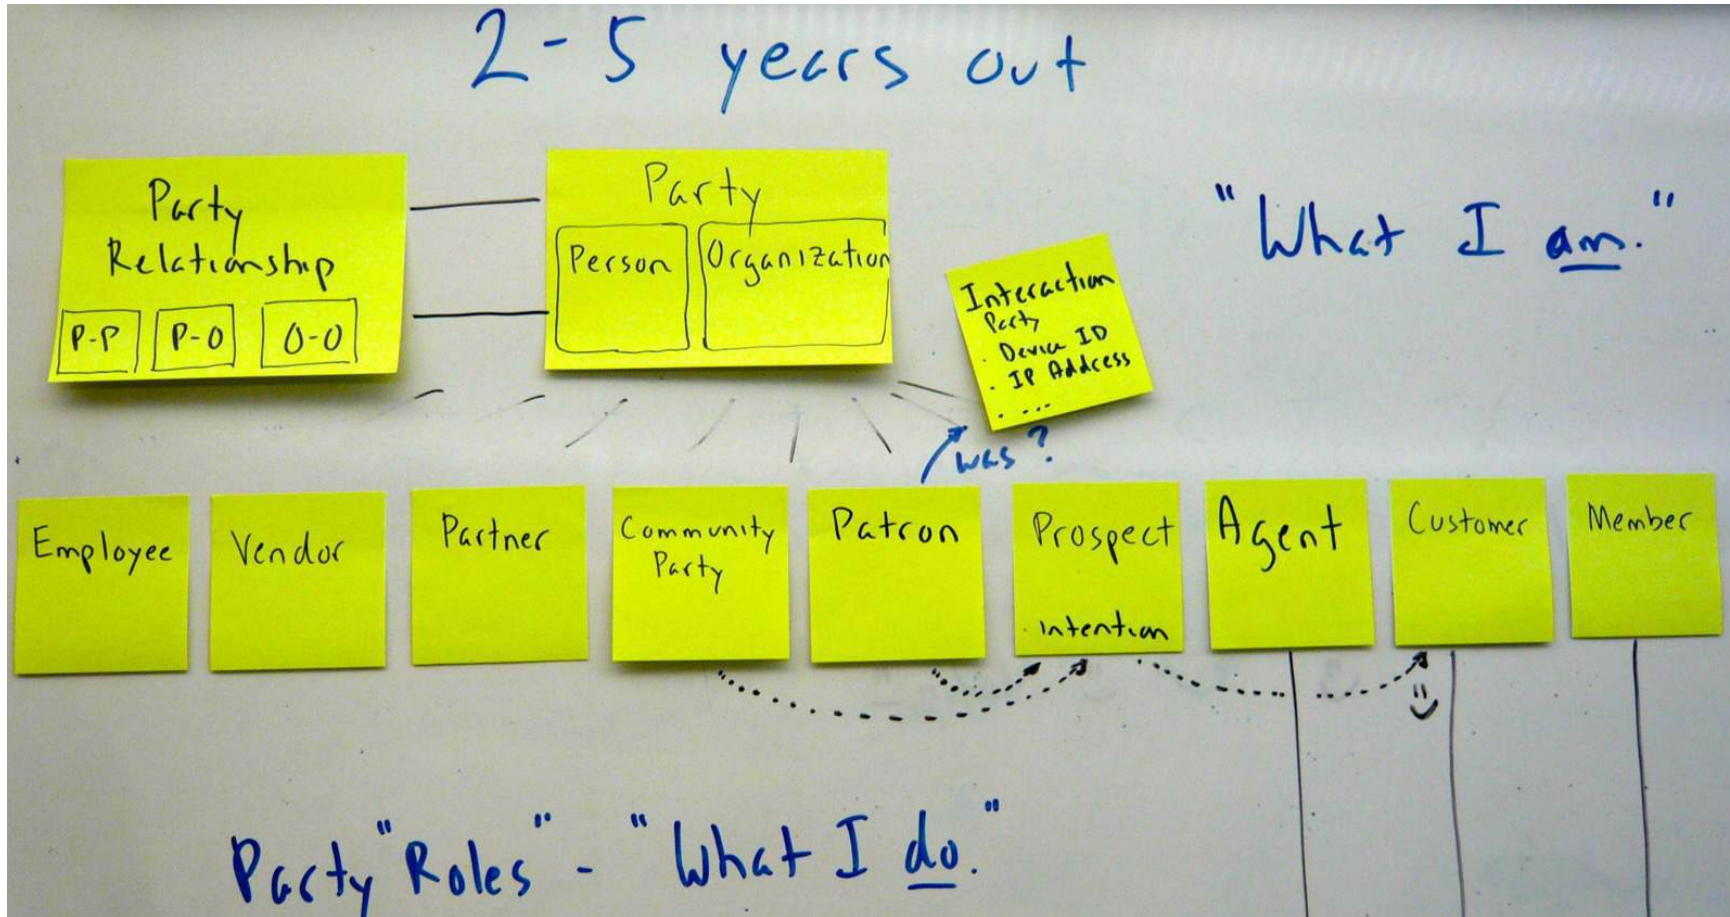 2-5 years out
Party
Relationship
P-P P-O O-O
Party
Person Organization
Interaction
Party
. Device ID
. IP Address
. ...
"What I am."
was?
Employee
Vendor
Partner
Community
Party
Patron
Prospect
. intention
Agent
Customer
Member
Party "Roles" - "What I do."